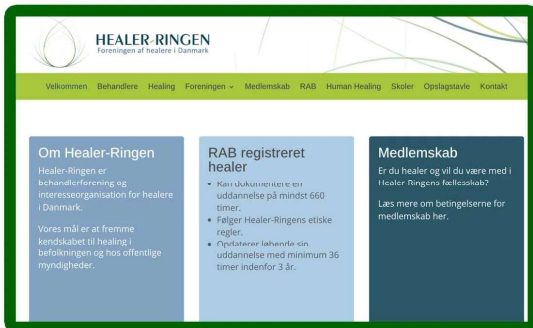 HEALER-RINGEN
Foreningen af healere i Danmark
Velkommen Behandlere Healing Foreningen Medlemskab RAB Human Healing Skoler Opslagstavle Kontakt
Om Healer-Ringen
Healer-Ringen er
behandlerforening og
interesseorganisation for healere
i Danmark.
Vores mål er at fremme
kendskabet til healing i
befolkningen og hos offentlige
myndigheder.
RAB registreret
healer
Kan dokumentere en
uddannelse på mindst 660
timer.
Følger Healer-Ringens etiske
regler.
Opdaterer løbende sin
uddannelse med minimum 36
timer indenfor 3 år.
Medlemskab
Er du healer og vil du være med i
Healer Ringens fællesskab?
Læs mere om betingelserne for
medlemskab her.